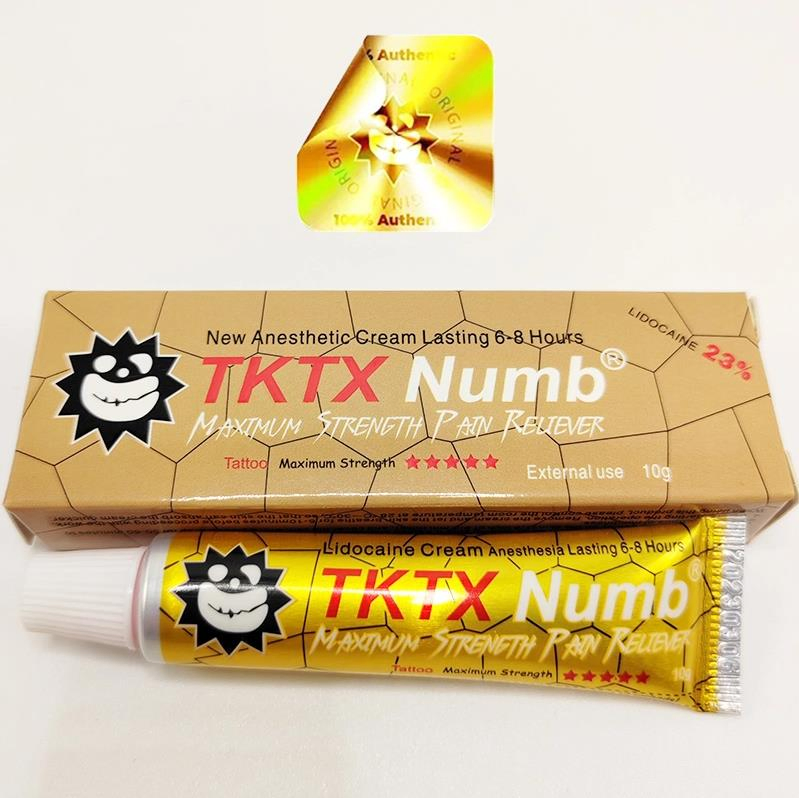 % Authentic
ORIGINAL
100% Authen
New Anesthetic Cream Lasting 6-8 Hours
LIDOCAINE 23%
TKTX Numb®
MAXIMUM STRENGTH PAIN RELIEVER
Tattoo Maximum Strength ★★★★★
External use 10g
Lidocaine Cream Anesthesia Lasting 6-8 Hours
TKTX Numb®
MAXIMUM STRENGTH PAIN RELIEVER
Tattoo Maximum Strength ★★★★★ 10g